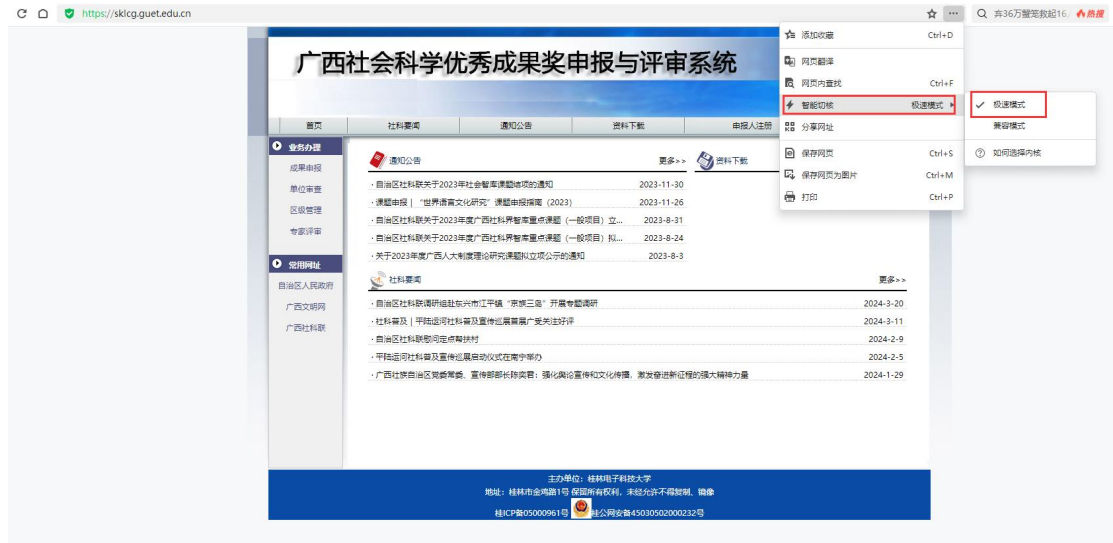 https://sklcg.guet.edu.cn
弃36万蟹笼救起16. 热搜
广西社会科学优秀成果奖申报与评审系统
添加收藏 Ctrl+D
网页翻译
网页内查找 Ctrl+F
智能切核 极速模式
分享网址
保存网页 Ctrl+S
保存网页为图片 Ctrl+M
打印 Ctrl+P
极速模式
兼容模式
如何选择内核
首页 社科要闻 通知公告 资料下载 申报人注册
业务办理
成果申报
单位审查
区级管理
专家评审
常用网址
自治区人民政府
广西文明网
广西社科联
通知公告 更多>>
·自治区社科联关于2023年社会智库课题结项的通知 2023-11-30
·课题申报 | “世界语言文化研究”课题申报指南（2023） 2023-11-26
·自治区社科联关于2023年度广西社科界智库重点课题（一般项目）立... 2023-8-31
·自治区社科联关于2023年度广西社科界智库重点课题（一般项目）拟... 2023-8-24
·关于2023年度广西人大制度理论研究课题拟立项公示的通知 2023-8-3
资料下载
社科要闻 更多>>
·自治区社科联调研组赴东兴市江平镇“京族三岛”开展专题调研 2024-3-20
·社科普及 | 平陆运河社科普及宣传巡展首展广受关注好评 2024-3-11
·自治区社科联慰问定点帮扶村 2024-2-9
·平陆运河社科普及宣传巡展启动仪式在南宁举办 2024-2-5
·广西壮族自治区党委常委、宣传部部长陈奕君：强化舆论宣传和文化传播，激发奋进新征程的强大精神力量 2024-1-29
主办单位：桂林电子科技大学
地址：桂林市金鸡路1号 保留所有权利，未经允许不得复制、镜像
桂ICP备05000961号 桂公网安备45030502000232号